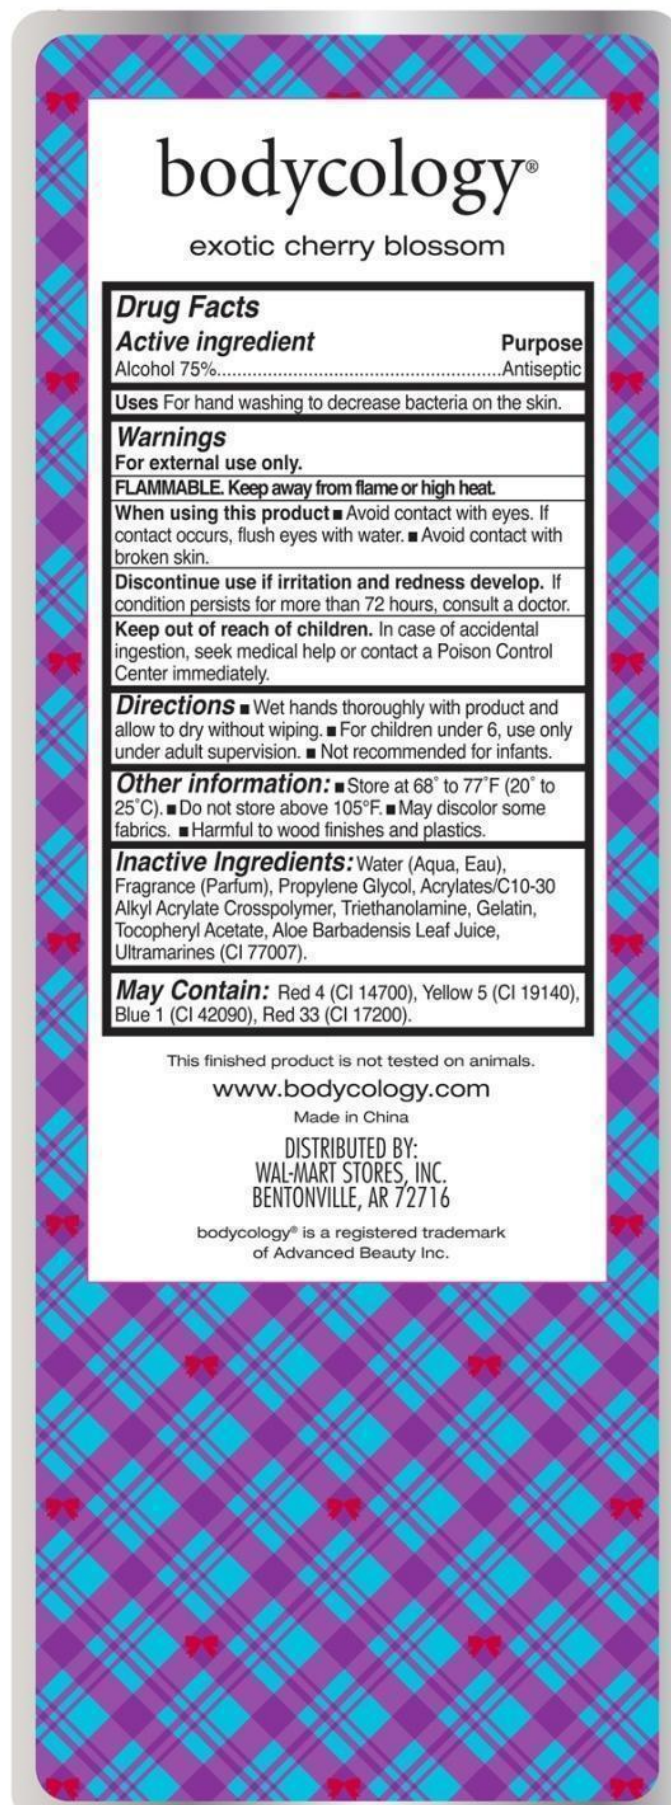 bodycology®
exotic cherry blossom
Drug Facts
Active ingredient Purpose
Alcohol 75%........................................................Antiseptic
Uses For hand washing to decrease bacteria on the skin.
Warnings
For external use only.
FLAMMABLE. Keep away from flame or high heat.
When using this product ■ Avoid contact with eyes. If
contact occurs, flush eyes with water. ■ Avoid contact with
broken skin.
Discontinue use if irritation and redness develop. If
condition persists for more than 72 hours, consult a doctor.
Keep out of reach of children. In case of accidental
ingestion, seek medical help or contact a Poison Control
Center immediately.
Directions ■ Wet hands thoroughly with product and
allow to dry without wiping. ■ For children under 6, use only
under adult supervision. ■ Not recommended for infants.
Other information: ■ Store at 68˚ to 77˚F (20˚ to
25˚C). ■ Do not store above 105°F. ■ May discolor some
fabrics. ■ Harmful to wood finishes and plastics.
Inactive Ingredients: Water (Aqua, Eau),
Fragrance (Parfum), Propylene Glycol, Acrylates/C10-30
Alkyl Acrylate Crosspolymer, Triethanolamine, Gelatin,
Tocopheryl Acetate, Aloe Barbadensis Leaf Juice,
Ultramarines (CI 77007).
May Contain: Red 4 (CI 14700), Yellow 5 (CI 19140),
Blue 1 (CI 42090), Red 33 (CI 17200).
This finished product is not tested on animals.
www.bodycology.com
Made in China
DISTRIBUTED BY:
WAL-MART STORES, INC.
BENTONVILLE, AR 72716
bodycology® is a registered trademark
of Advanced Beauty Inc.